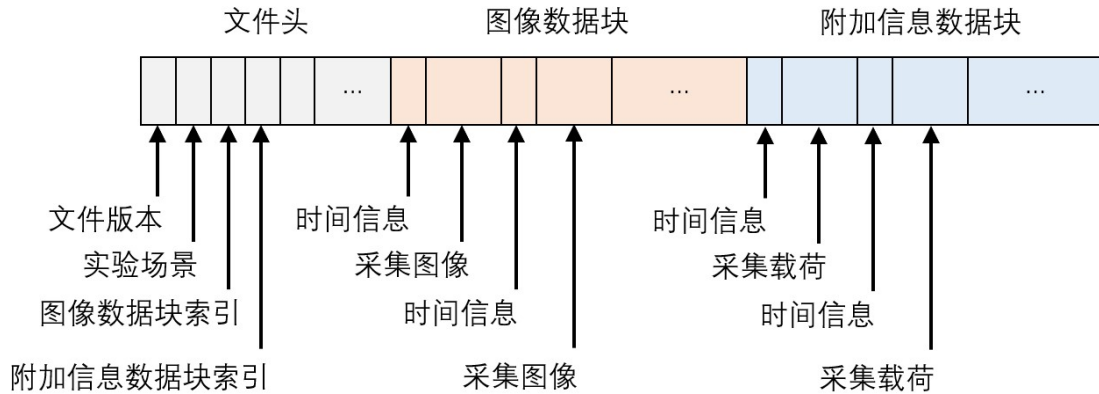 文件头 图像数据块 附加信息数据块
… … …
文件版本 时间信息 时间信息
实验场景 采集图像 采集载荷
图像数据块索引 时间信息 时间信息
附加信息数据块索引 采集图像 采集载荷